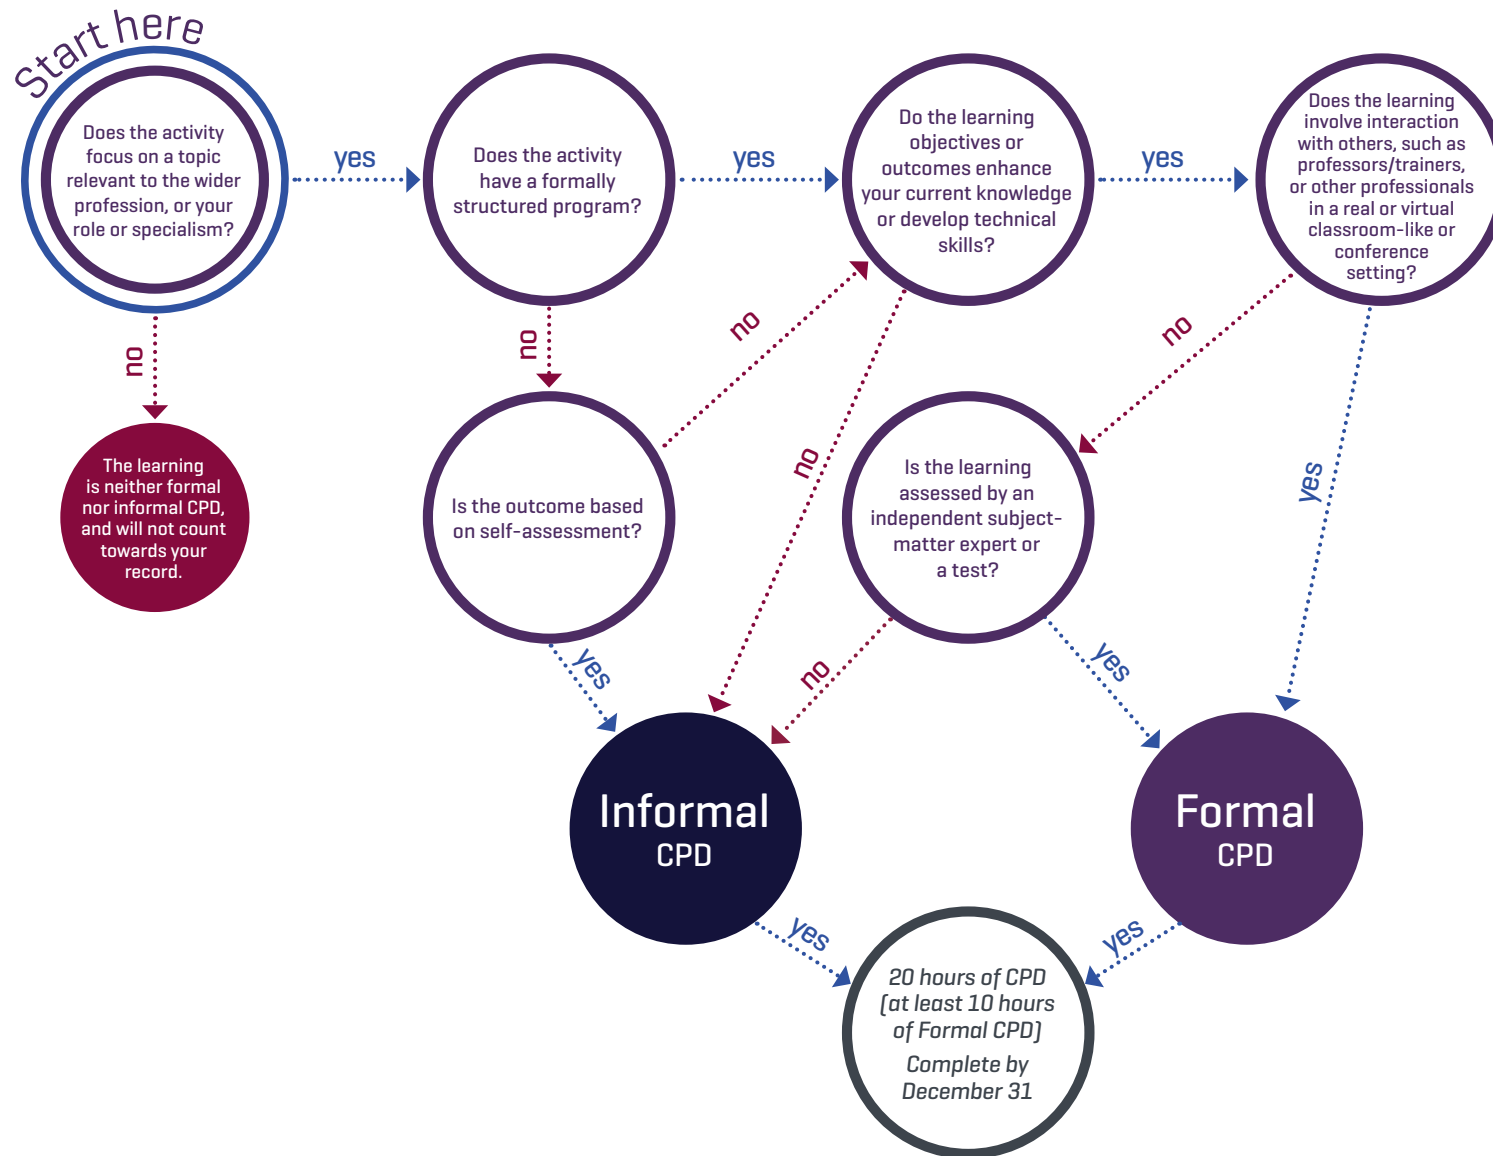 Start here
Does the activity
focus on a topic
relevant to the wider
profession, or your
role or specialism?
yes
Does the activity
have a formally
structured program?
yes
Do the learning
objectives or
outcomes enhance
your current knowledge
or develop technical
skills?
yes
Does the learning
involve interaction
with others, such as
professors/trainers,
or other professionals
in a real or virtual
classroom-like or
conference
setting?
no
no
no
no
no
yes
The learning
is neither formal
nor informal CPD,
and will not count
towards your
record.
Is the outcome based
on self-assessment?
Is the learning
assessed by an
independent subject-
matter expert or
a test?
yes
no
yes
Informal
CPD
Formal
CPD
yes
yes
20 hours of CPD
(at least 10 hours
of Formal CPD)
Complete by
December 31